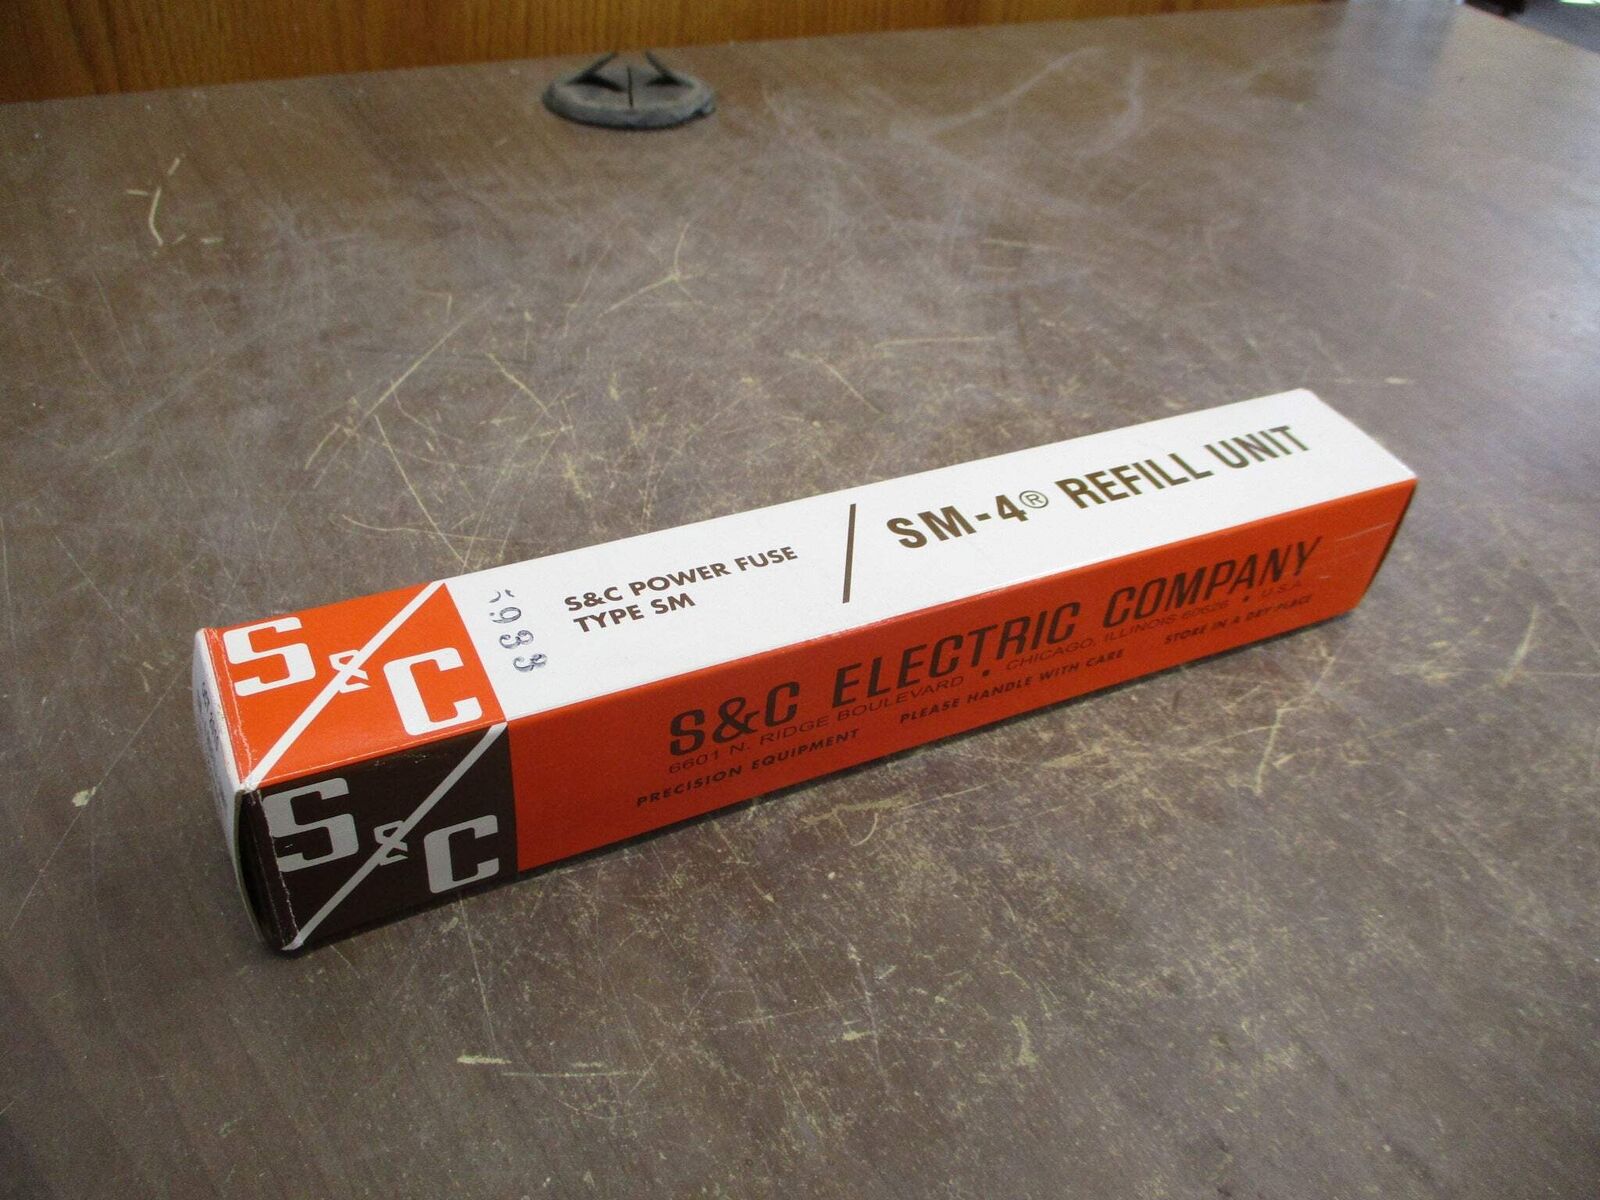 S&C POWER FUSE
TYPE SM
SM-4® REFILL UNIT
S&C
S&C
S&C ELECTRIC COMPANY
6601 N. RIDGE BOULEVARD • CHICAGO, ILLINOIS 60626 • U.S.A.
PRECISION EQUIPMENT PLEASE HANDLE WITH CARE STORE IN A DRY PLACE